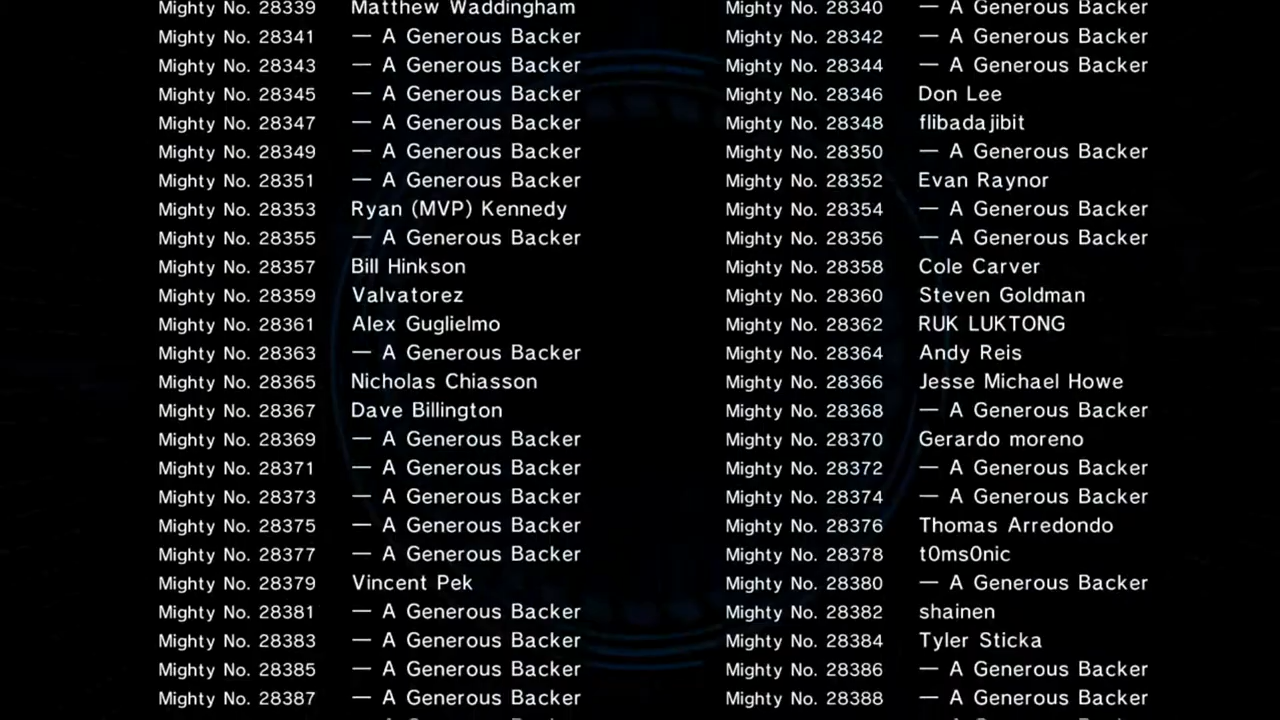 Mighty No. 28339 Matthew Waddingham Mighty No. 28340 — A Generous Backer
Mighty No. 28341 — A Generous Backer Mighty No. 28342 — A Generous Backer
Mighty No. 28343 — A Generous Backer Mighty No. 28344 — A Generous Backer
Mighty No. 28345 — A Generous Backer Mighty No. 28346 Don Lee
Mighty No. 28347 — A Generous Backer Mighty No. 28348 flibadajibit
Mighty No. 28349 — A Generous Backer Mighty No. 28350 — A Generous Backer
Mighty No. 28351 — A Generous Backer Mighty No. 28352 Evan Raynor
Mighty No. 28353 Ryan (MVP) Kennedy Mighty No. 28354 — A Generous Backer
Mighty No. 28355 — A Generous Backer Mighty No. 28356 — A Generous Backer
Mighty No. 28357 Bill Hinkson Mighty No. 28358 Cole Carver
Mighty No. 28359 Valvatorez Mighty No. 28360 Steven Goldman
Mighty No. 28361 Alex Guglielmo Mighty No. 28362 RUK LUKTONG
Mighty No. 28363 — A Generous Backer Mighty No. 28364 Andy Reis
Mighty No. 28365 Nicholas Chiasson Mighty No. 28366 Jesse Michael Howe
Mighty No. 28367 Dave Billington Mighty No. 28368 — A Generous Backer
Mighty No. 28369 — A Generous Backer Mighty No. 28370 Gerardo moreno
Mighty No. 28371 — A Generous Backer Mighty No. 28372 — A Generous Backer
Mighty No. 28373 — A Generous Backer Mighty No. 28374 — A Generous Backer
Mighty No. 28375 — A Generous Backer Mighty No. 28376 Thomas Arredondo
Mighty No. 28377 — A Generous Backer Mighty No. 28378 t0ms0nic
Mighty No. 28379 Vincent Pek Mighty No. 28380 — A Generous Backer
Mighty No. 28381 — A Generous Backer Mighty No. 28382 shainen
Mighty No. 28383 — A Generous Backer Mighty No. 28384 Tyler Sticka
Mighty No. 28385 — A Generous Backer Mighty No. 28386 — A Generous Backer
Mighty No. 28387 — A Generous Backer Mighty No. 28388 — A Generous Backer